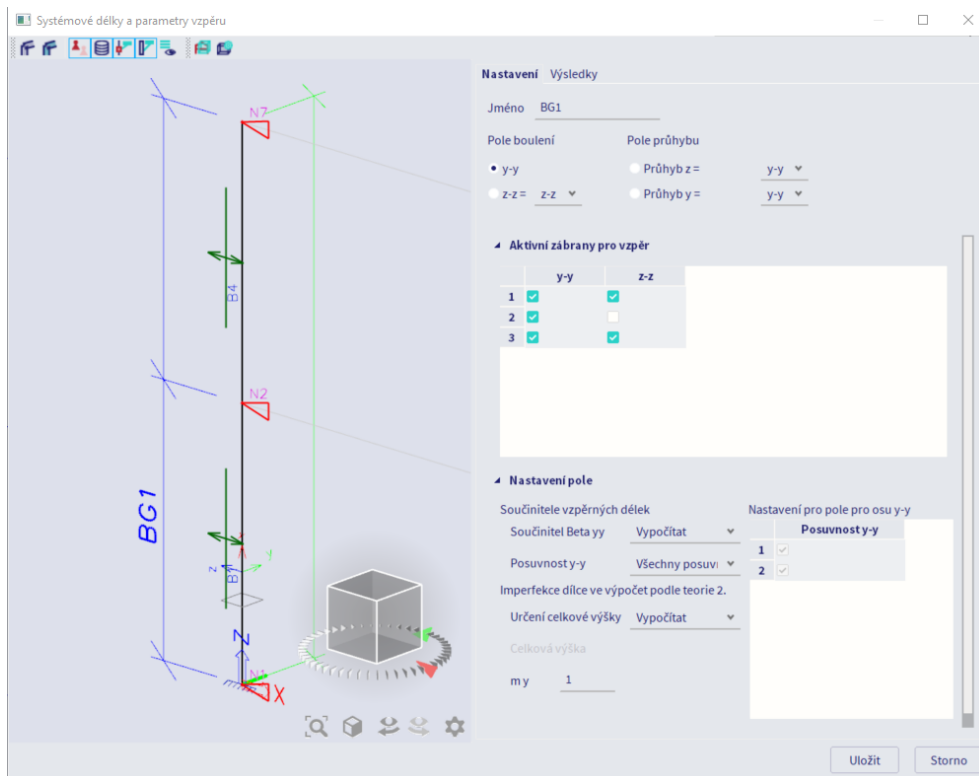 Systémové délky a parametry vzpěru
Nastavení Výsledky
Jméno BG1
Pole boulení Pole průhybu
y-y Průhyb z = y-y
z-z = z-z Průhyb y = y-y
Aktivní zábrany pro vzpěr
y-y z-z
1
2
3
Nastavení pole
Součinitele vzpěrných délek Nastavení pro pole pro osu y-y
Součinitel Beta yy Vypočítat Posuvnost y-y
1
Posuvnost y-y Všechny posuvı
2
Imperfekce dílce ve výpočet podle teorie 2.
Určení celkové výšky Vypočítat
Celková výška
m y 1
Uložit Storno
N7
B4
N2
BG1
z y
B1
Z
N1
X